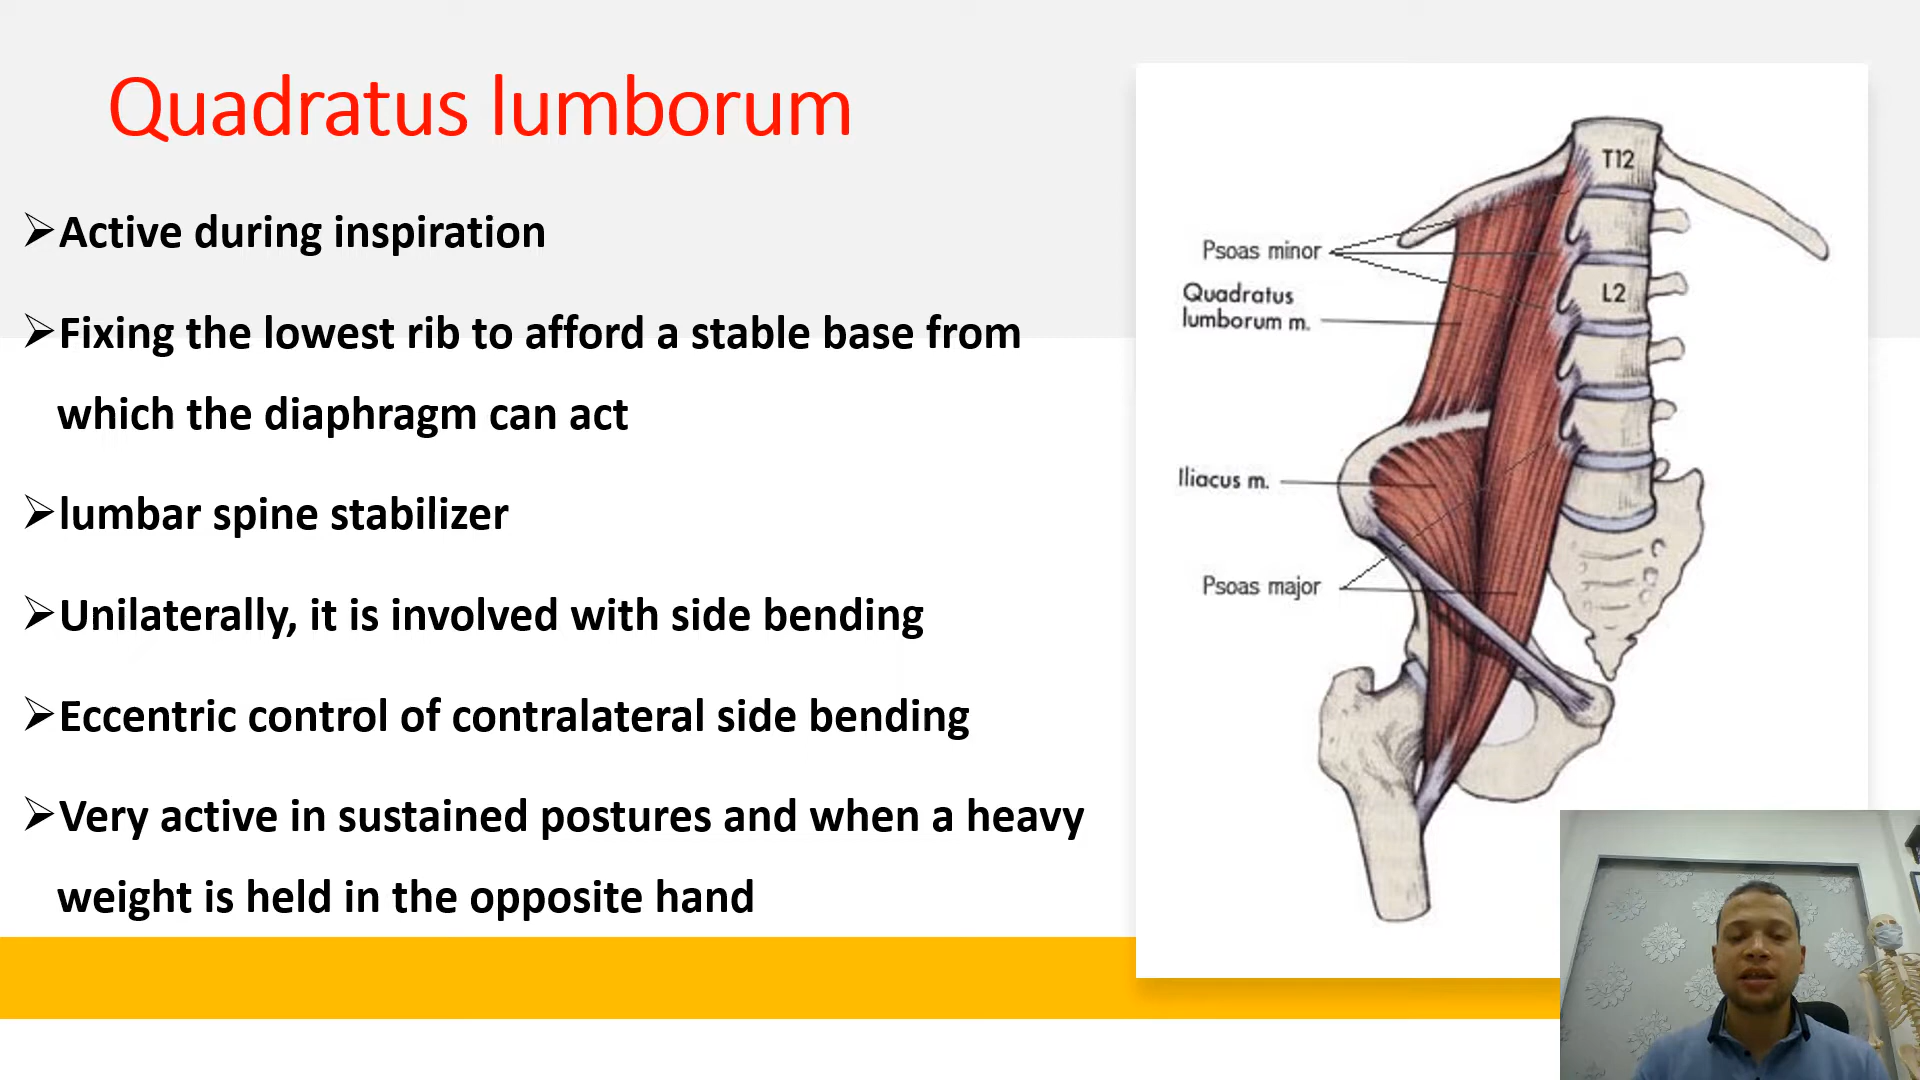 Quadratus lumborum
➢Active during inspiration
➢Fixing the lowest rib to afford a stable base from
which the diaphragm can act
➢lumbar spine stabilizer
➢Unilaterally, it is involved with side bending
➢Eccentric control of contralateral side bending
➢Very active in sustained postures and when a heavy
weight is held in the opposite hand
T12
Psoas minor
L2
Quadratus
lumborum m.
Iliacus m.
Psoas major